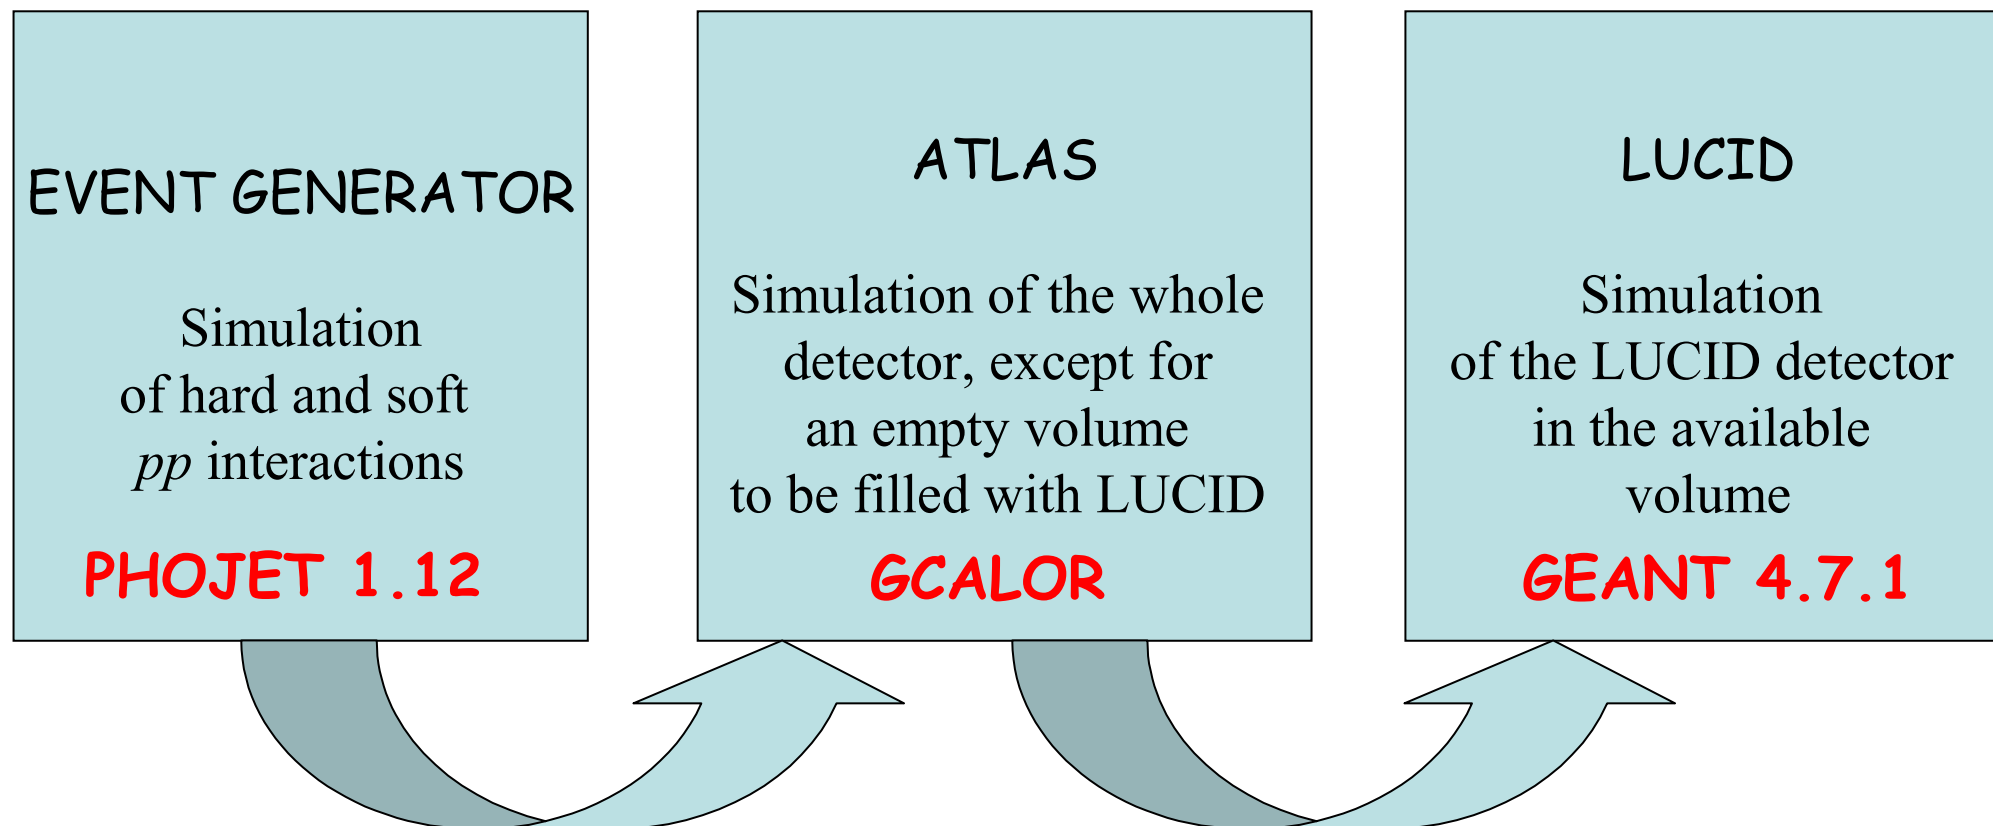 EVENT GENERATOR
Simulation
of hard and soft
pp interactions
PHOJET 1.12
ATLAS
Simulation of the whole
detector, except for
an empty volume
to be filled with LUCID
GCALOR
LUCID
Simulation
of the LUCID detector
in the available
volume
GEANT 4.7.1